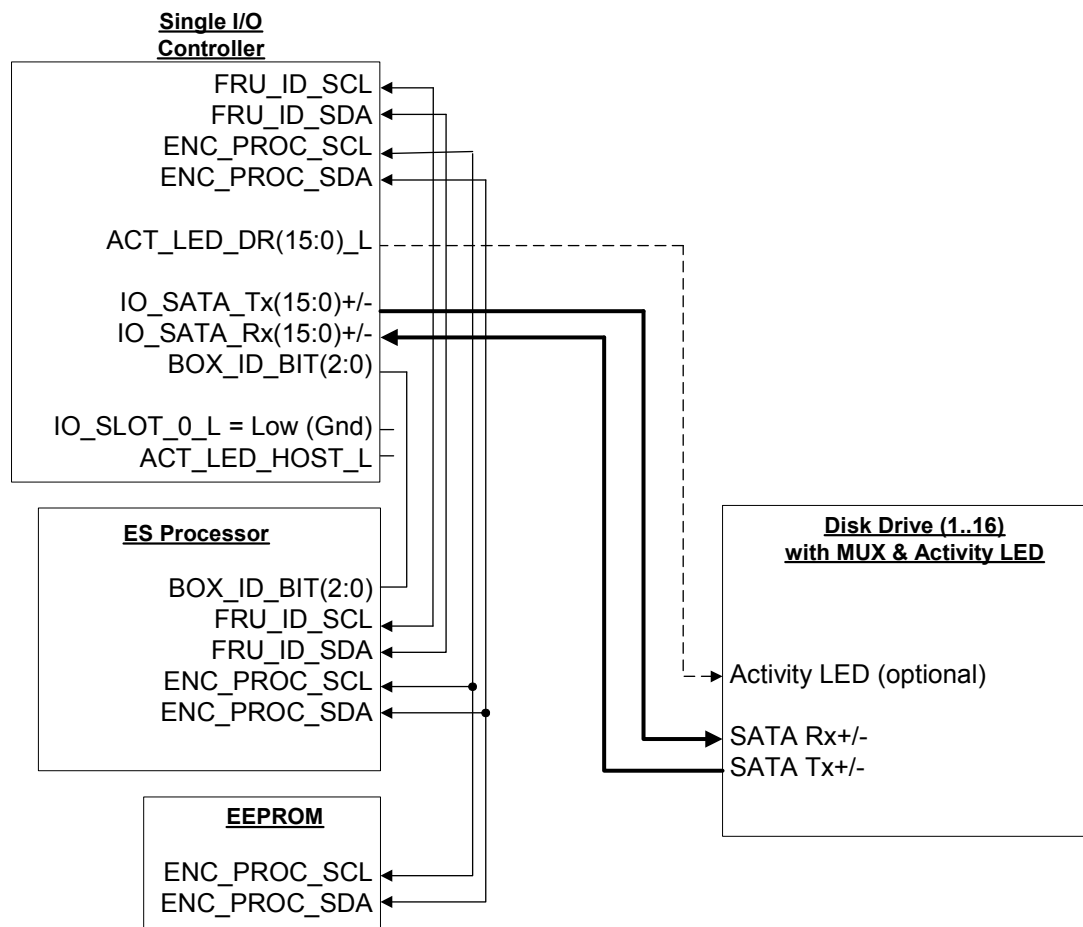 Single I/O
Controller
FRU_ID_SCL
FRU_ID_SDA
ENC_PROC_SCL
ENC_PROC_SDA
ACT_LED_DR(15:0)_L
IO_SATA_Tx(15:0)+/-
IO_SATA_Rx(15:0)+/-
BOX_ID_BIT(2:0)
IO_SLOT_0_L = Low (Gnd)
ACT_LED_HOST_L
ES Processor
BOX_ID_BIT(2:0)
FRU_ID_SCL
FRU_ID_SDA
ENC_PROC_SCL
ENC_PROC_SDA
EEPROM
ENC_PROC_SCL
ENC_PROC_SDA
Disk Drive (1..16)
with MUX & Activity LED
Activity LED (optional)
SATA Rx+/-
SATA Tx+/-